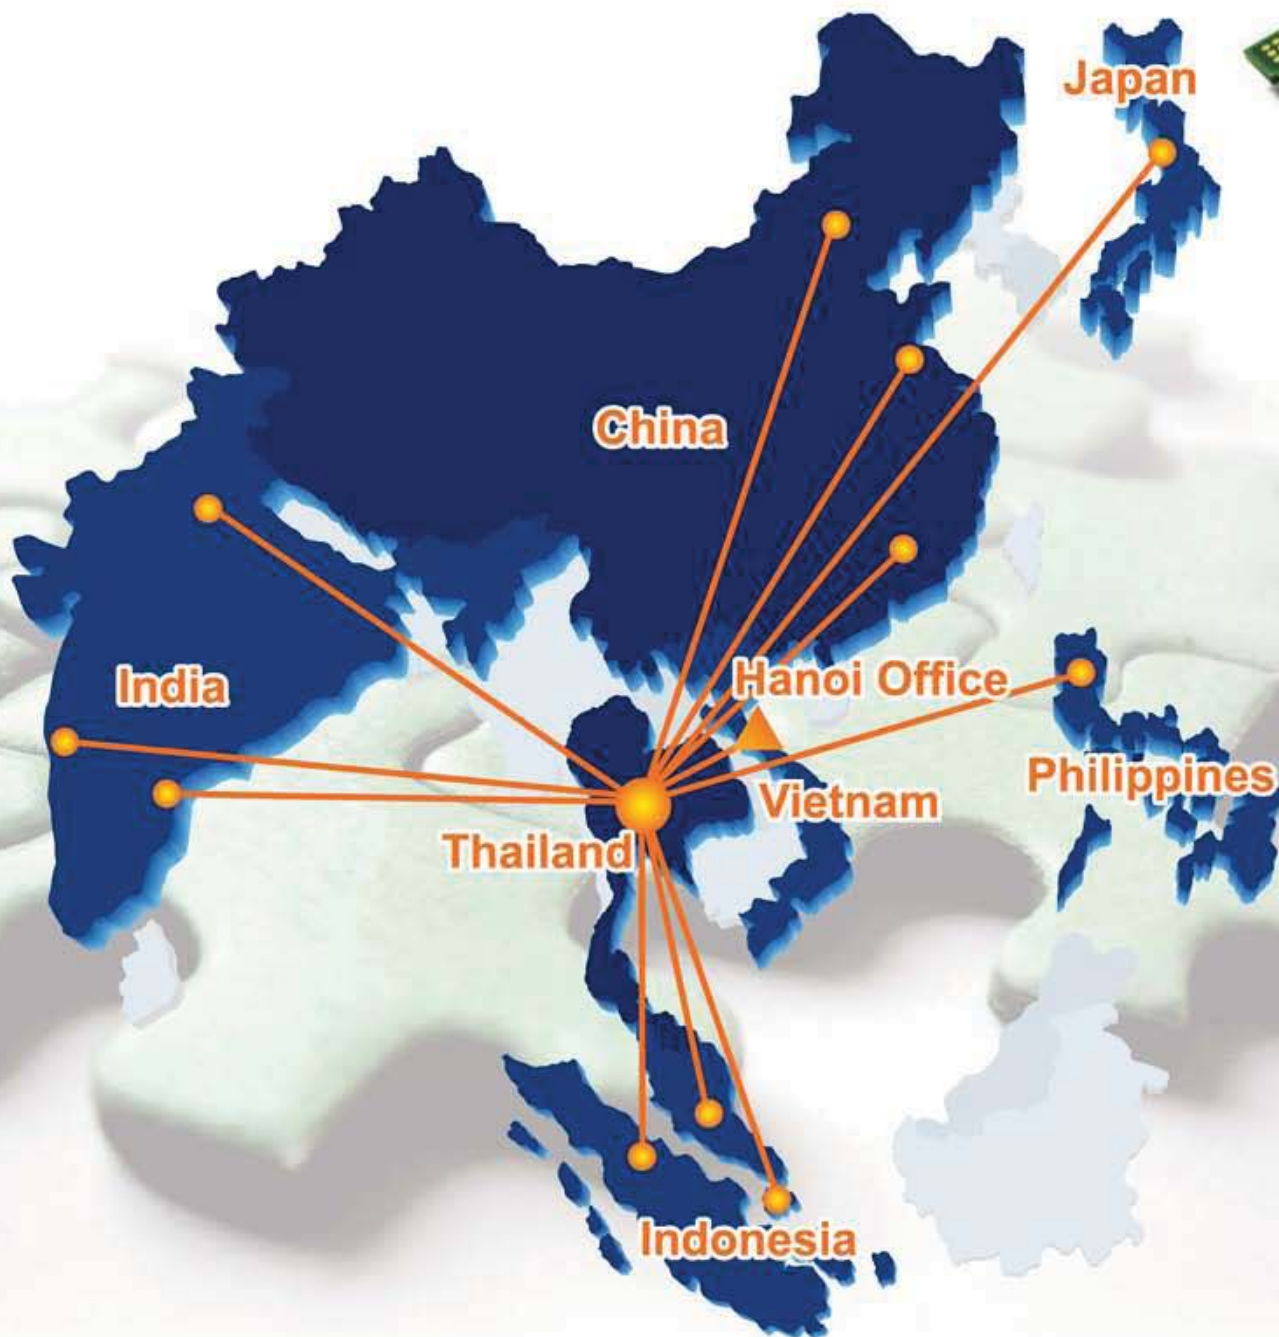 Japan
China
India
Hanoi Office
Philippines
Vietnam
Thailand
Indonesia